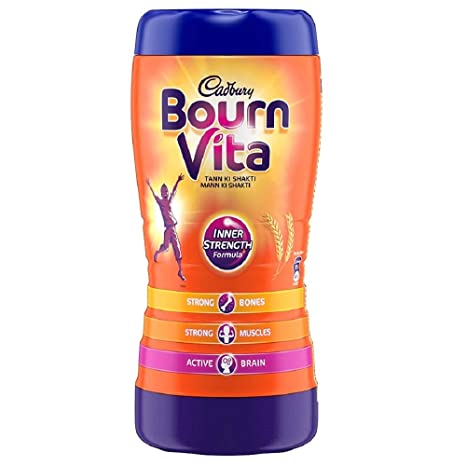 Cadbury
Bourn
Vita
TANN KI SHAKTI
MANN KI SHAKTI
INNER
STRENGTH
Formula
STRONG BONES
STRONG MUSCLES
ACTIVE BRAIN